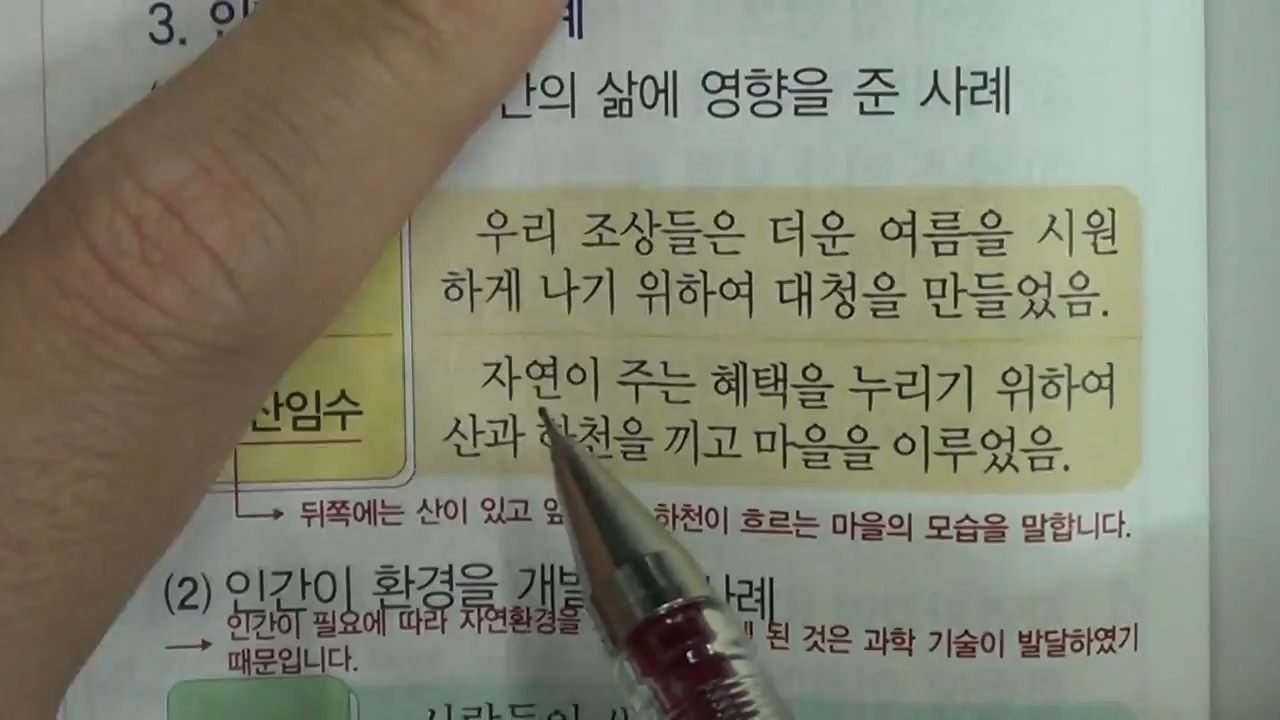 3.
의 삶에 영향을 준 사례
우리 조상들은 더운 여름을 시원
하게 나기 위하여 대청을 만들었음.
자연이 주는 혜택을 누리기 위하여
산임수
산과 하천을 끼고 마을을 이루었음.
뒤쪽에는 산이 있고 하천이 흐르는 마을의 모습을 말합니다.
(2) 인간이 환경을 사례
인간이 필요에 따라 자연환경을 된 것은 과학 기술이 발달하였기
때문입니다.